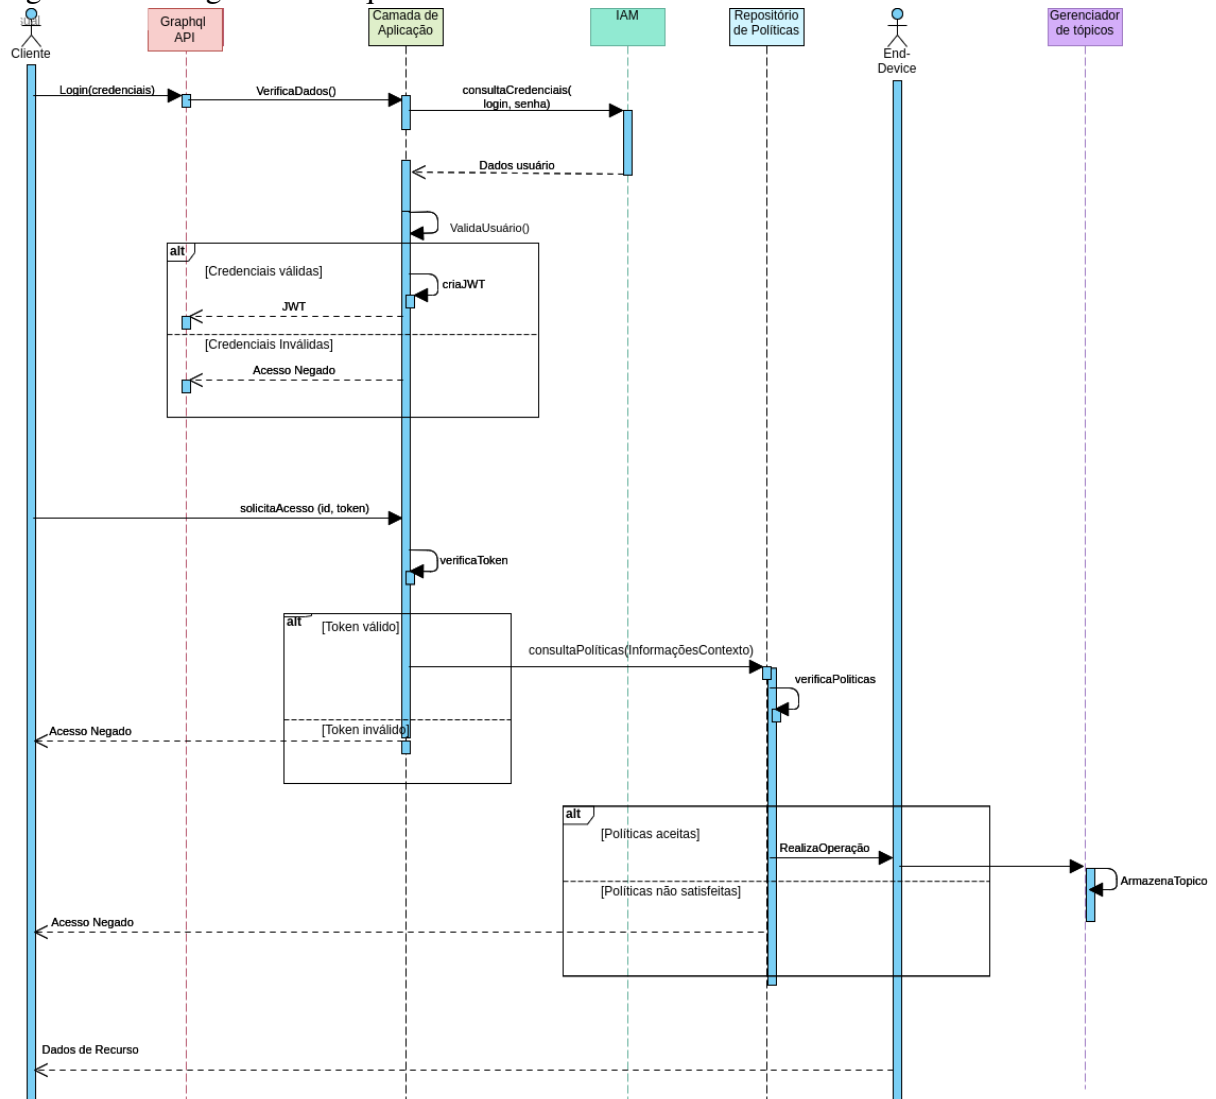 Cliente
Graphql
API
Camada de
Aplicação
IAM
Repositório
de Políticas
End-
Device
Gerenciador
de tópicos
Login(credenciais)
VerificaDados()
consultaCredenciais(
login, senha)
Dados usuário
ValidaUsuário()
alt
[Credenciais válidas]
criaJWT
JWT
[Credenciais Inválidas]
Acesso Negado
solicitaAcesso (id, token)
verificaToken
alt
[Token válido]
consultaPolíticas(InformaçõesContexto)
verificaPoliticas
[Token inválido]
Acesso Negado
alt
[Políticas aceitas]
RealizaOperação
ArmazenaTopico
[Políticas não satisfeitas]
Acesso Negado
Dados de Recurso